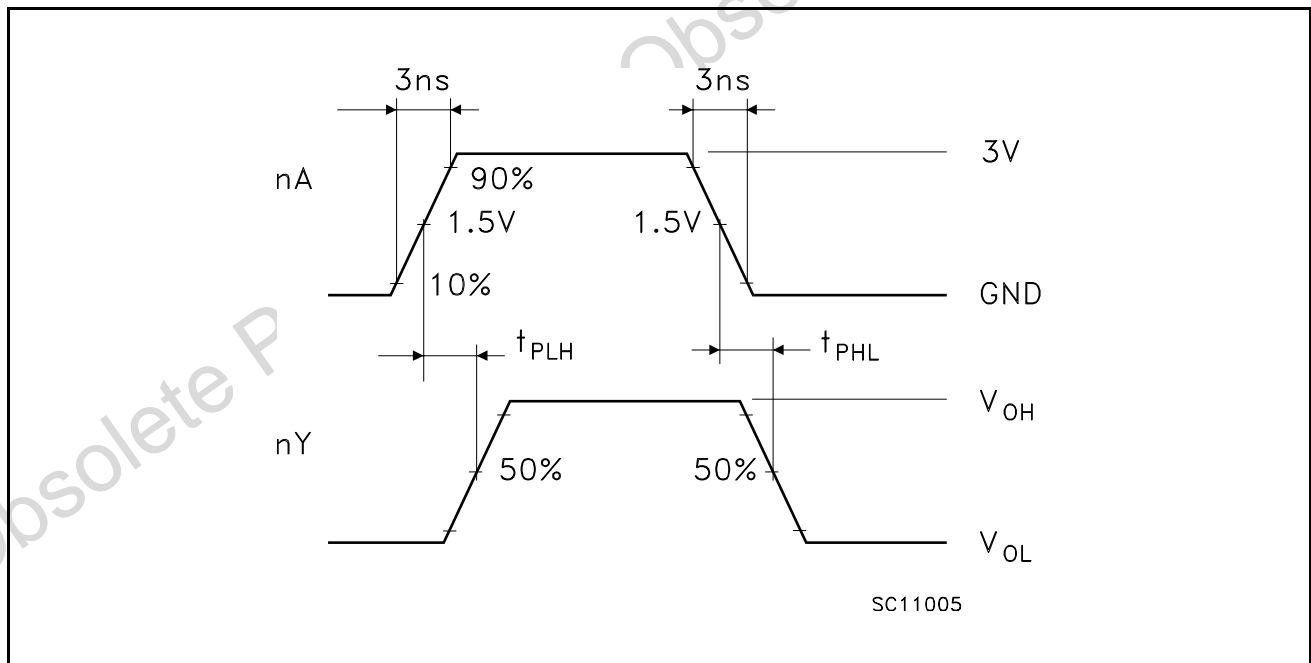 Obso
3ns 3ns
3V
nA
90%
1.5V 1.5V
10%
GND
tPLH tPHL
VOH
nY
50% 50%
VOL
SC11005
Obsolete P